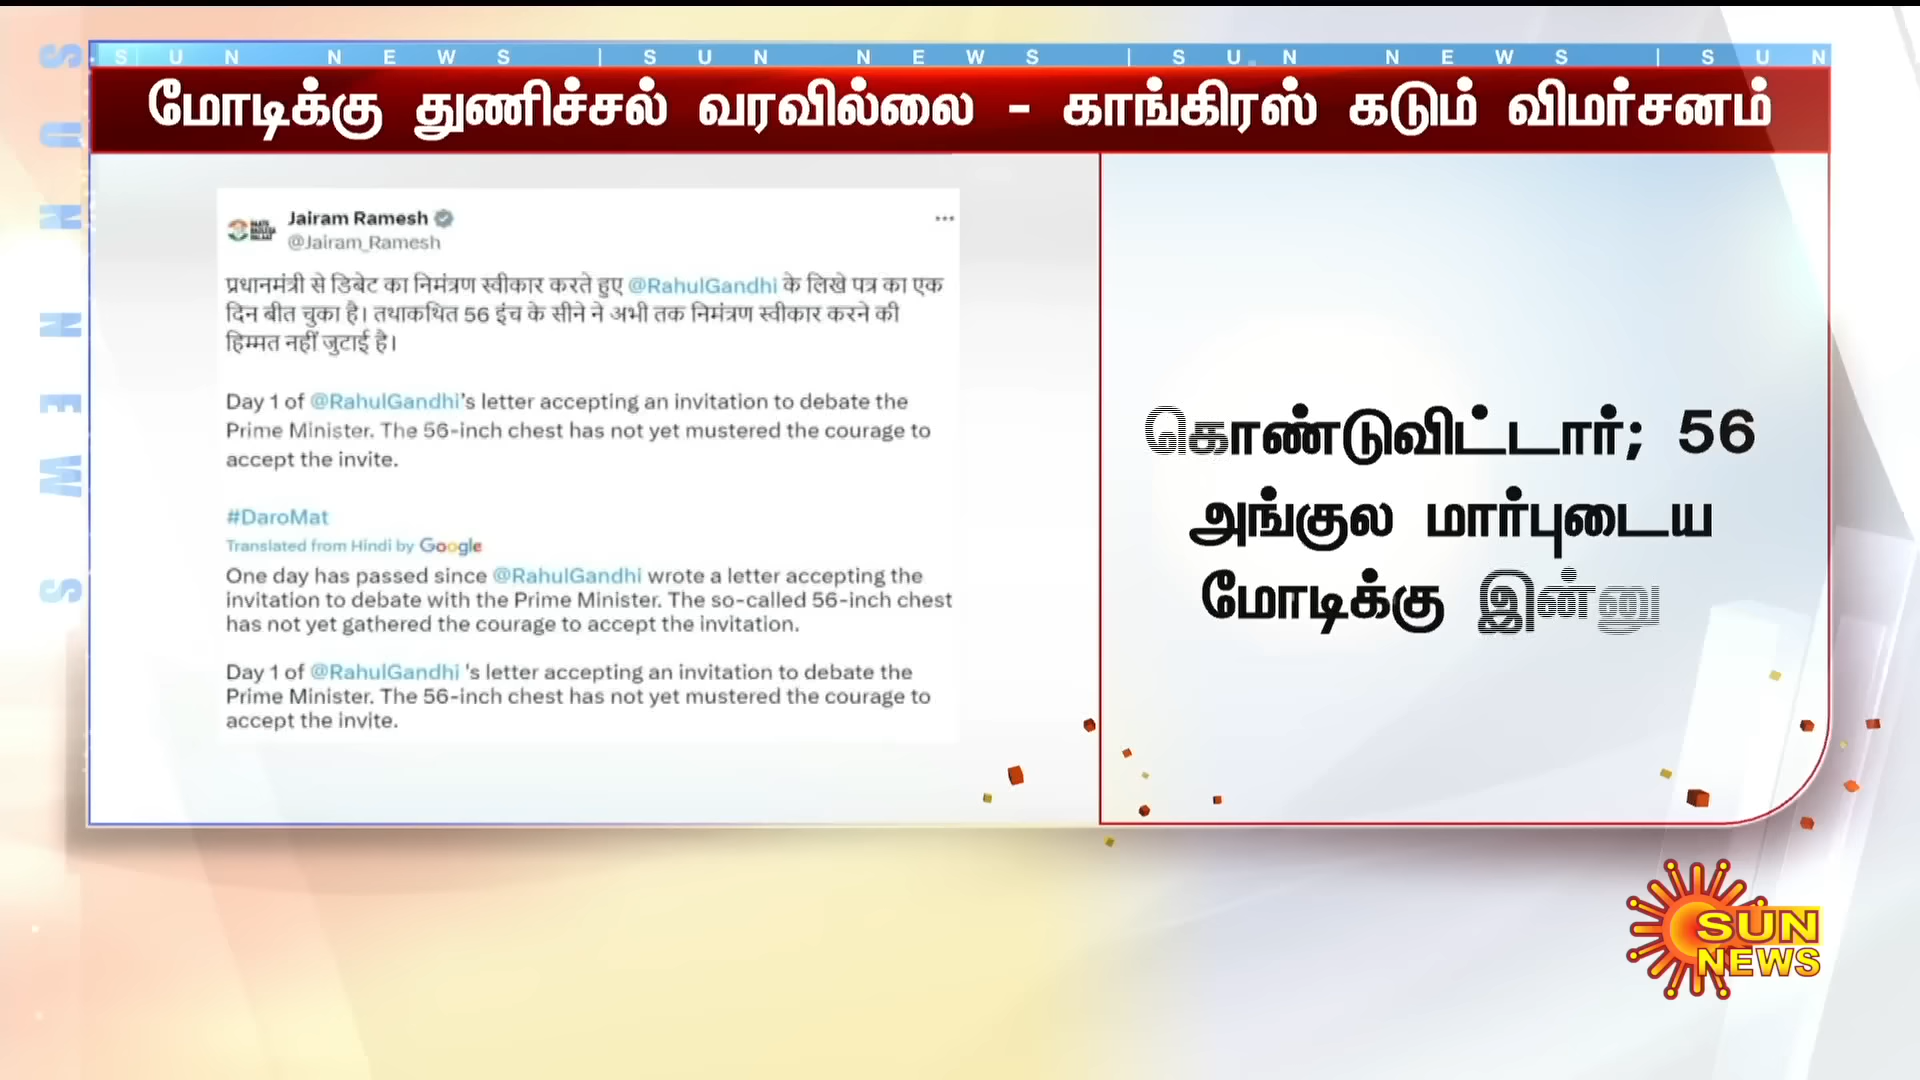 SUN NEWS | SUN NEWS | SUN NEWS | SUN
SUN NEWS
மோடிக்கு துணிச்சல் வரவில்லை - காங்கிரஸ் கடும் விமர்சனம்
Jairam Ramesh
@Jairam_Ramesh
प्रधानमंत्री से डिबेट का निमंत्रण स्वीकार करते हुए @RahulGandhi के लिखे पत्र का एक
दिन बीत चुका है। तथाकथित 56 इंच के सीने ने अभी तक निमंत्रण स्वीकार करने की
हिम्मत नहीं जुटाई है।
Day 1 of @RahulGandhi's letter accepting an invitation to debate the
Prime Minister. The 56-inch chest has not yet mustered the courage to
accept the invite.
#DaroMat
Translated from Hindi by Google
One day has passed since @RahulGandhi wrote a letter accepting the
invitation to debate with the Prime Minister. The so-called 56-inch chest
has not yet gathered the courage to accept the invitation.
Day 1 of @RahulGandhi 's letter accepting an invitation to debate the
Prime Minister. The 56-inch chest has not yet mustered the courage to
accept the invite.
கொண்டுவிட்டார்; 56
அங்குல மார்புடைய
மோடிக்கு இன்னு
SUN
NEWS